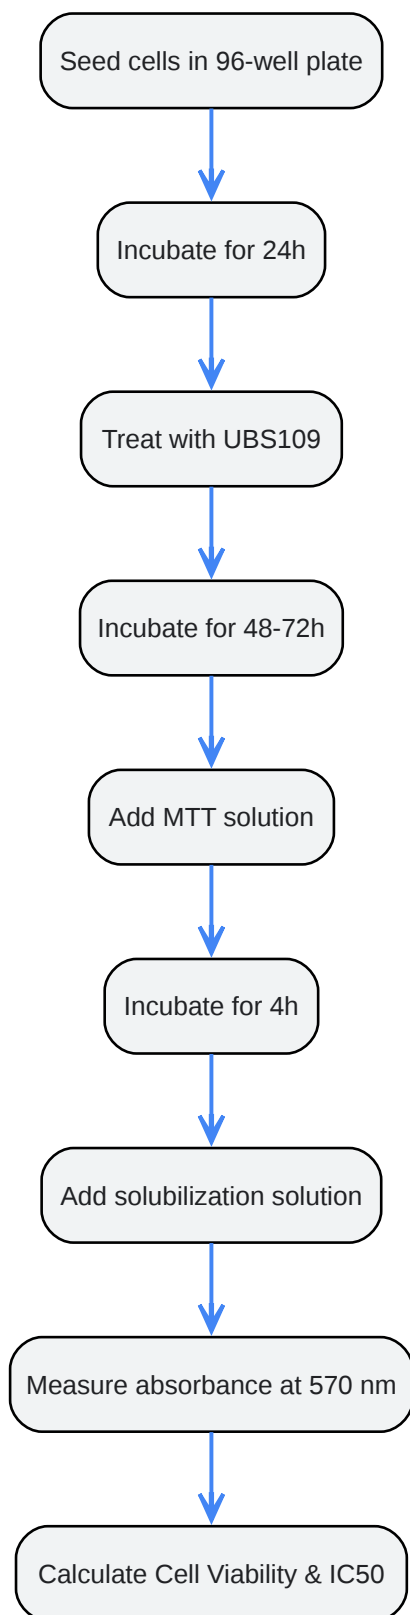 Seed cells in 96-well plate
Incubate for 24h
Treat with UBS109
Incubate for 48-72h
Add MTT solution
Incubate for 4h
Add solubilization solution
Measure absorbance at 570 nm
Calculate Cell Viability & IC50